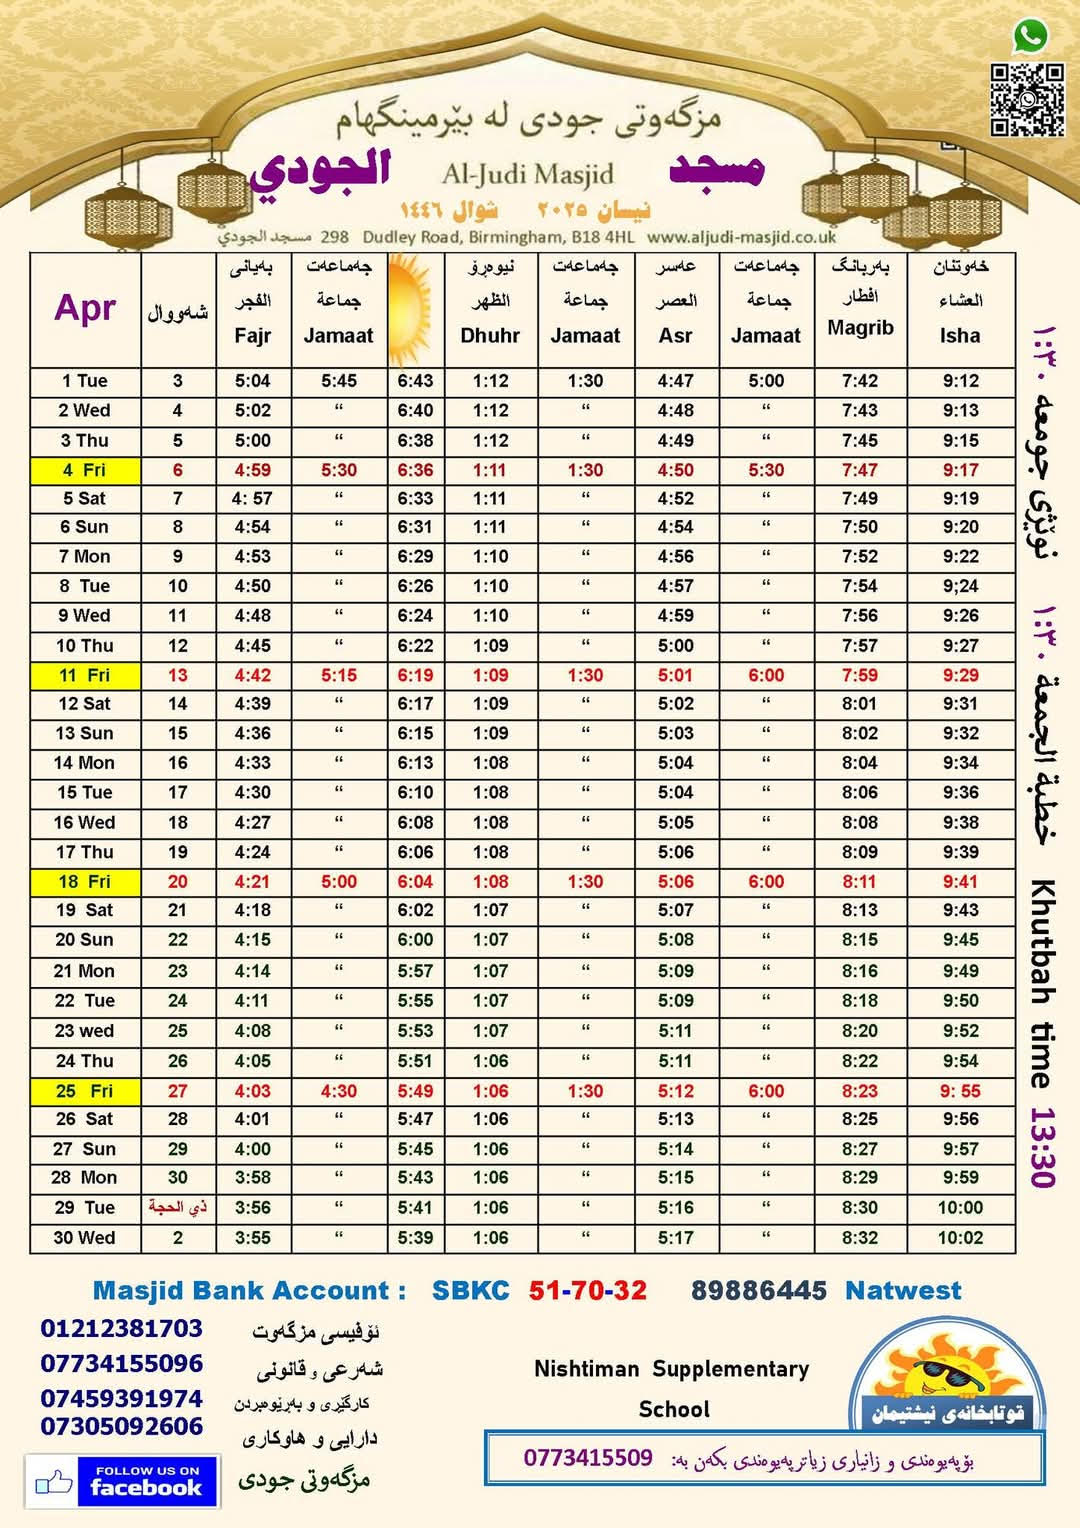 مزگەوتی جودی لە بێرمینگهام
مسجد Al-Judi Masjid الجودي
نيسان ٢٠٢٥ شوال ١٤٤٦
مسجد الجودي 298 Dudley Road, Birmingham, B18 4HL www.aljudi-masjid.co.uk
Apr شەووال بەیانی الفجر Fajr جەماعەت جماعة Jamaat نیوەڕۆ الظهر Dhuhr جەماعەت جماعة Jamaat عەسر العصر Asr جەماعەت جماعة Jamaat بەربانگ افطار Magrib خەوتنان العشاء Isha
1 Tue 3 5:04 5:45 6:43 1:12 1:30 4:47 5:00 7:42 9:12
2 Wed 4 5:02 “ 6:40 1:12 “ 4:48 “ 7:43 9:13
3 Thu 5 5:00 “ 6:38 1:12 “ 4:49 “ 7:45 9:15
4 Fri 6 4:59 5:30 6:36 1:11 1:30 4:50 5:30 7:47 9:17
5 Sat 7 4: 57 “ 6:33 1:11 “ 4:52 “ 7:49 9:19
6 Sun 8 4:54 “ 6:31 1:11 “ 4:54 “ 7:50 9:20
7 Mon 9 4:53 “ 6:29 1:10 “ 4:56 “ 7:52 9:22
8 Tue 10 4:50 “ 6:26 1:10 “ 4:57 “ 7:54 9;24
9 Wed 11 4:48 “ 6:24 1:10 “ 4:59 “ 7:56 9:26
10 Thu 12 4:45 “ 6:22 1:09 “ 5:00 “ 7:57 9:27
11 Fri 13 4:42 5:15 6:19 1:09 1:30 5:01 6:00 7:59 9:29
12 Sat 14 4:39 “ 6:17 1:09 “ 5:02 “ 8:01 9:31
13 Sun 15 4:36 “ 6:15 1:09 “ 5:03 “ 8:02 9:32
14 Mon 16 4:33 “ 6:13 1:08 “ 5:04 “ 8:04 9:34
15 Tue 17 4:30 “ 6:10 1:08 “ 5:04 “ 8:06 9:36
16 Wed 18 4:27 “ 6:08 1:08 “ 5:05 “ 8:08 9:38
17 Thu 19 4:24 “ 6:06 1:08 “ 5:06 “ 8:09 9:39
18 Fri 20 4:21 5:00 6:04 1:08 1:30 5:06 6:00 8:11 9:41
19 Sat 21 4:18 “ 6:02 1:07 “ 5:07 “ 8:13 9:43
20 Sun 22 4:15 “ 6:00 1:07 “ 5:08 “ 8:15 9:45
21 Mon 23 4:14 “ 5:57 1:07 “ 5:09 “ 8:16 9:49
22 Tue 24 4:11 “ 5:55 1:07 “ 5:09 “ 8:18 9:50
23 wed 25 4:08 “ 5:53 1:07 “ 5:11 “ 8:20 9:52
24 Thu 26 4:05 “ 5:51 1:06 “ 5:11 “ 8:22 9:54
25 Fri 27 4:03 4:30 5:49 1:06 1:30 5:12 6:00 8:23 9: 55
26 Sat 28 4:01 “ 5:47 1:06 “ 5:13 “ 8:25 9:56
27 Sun 29 4:00 “ 5:45 1:06 “ 5:14 “ 8:27 9:57
28 Mon 30 3:58 “ 5:43 1:06 “ 5:15 “ 8:29 9:59
29 Tue ذي الحجة 3:56 “ 5:41 1:06 “ 5:16 “ 8:30 10:00
30 Wed 2 3:55 “ 5:39 1:06 “ 5:17 “ 8:32 10:02
نوێژی جومعە ١:٣٠ خطبة الجمعة ١:٣٠ Khutbah time 13:30
Masjid Bank Account : SBKC 51-70-32 89886445 Natwest
01212381703 ئۆفیسی مزگەوت
07734155096 شەرعی و قانونی
07459391974 کارگێری و بەڕێوەبردن
07305092606 دارایی و هاوکاری
FOLLOW US ON facebook مزگەوتی جودی
Nishtiman Supplementary
School
قوتابخانەی نیشتیمان
بۆپەیوەندی و زانیاری زیاترپەیوەندی بکەن بە: 0773415509